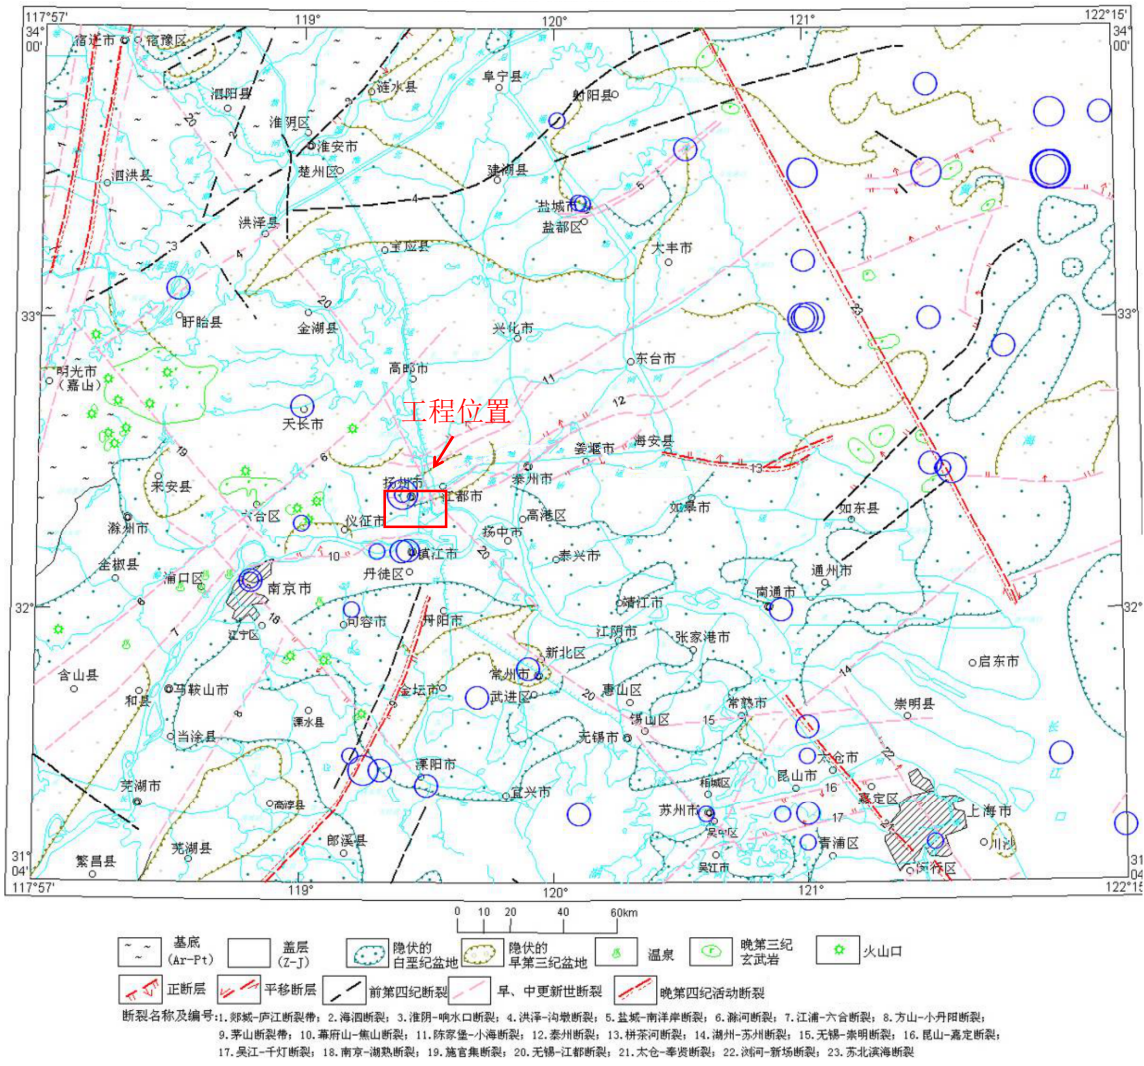 117°57′ 119° 120° 121° 122°15′
34°00′ 34°00′
宿迁市 宿豫区
泗阳县 涟水县 阜宁县 射阳县
淮阴区
淮安市
楚州区 建湖县
泗洪县
盐城市
盐都区
洪泽县 宝应县 大丰市
盱眙县 金湖县 兴化市
33° 33°
明光市
(嘉山)
高邮市 东台市
天长市 工程位置
姜堰市 海安县
来安县 扬州市 江都市 泰州市
滁州市 六合区 仪征市 高港区 如皋市 如东县
扬中市
全椒县 浦口区 南京市 镇江市 泰兴市
丹徒区 通州市
32° 32°
江宁区 句容市 丹阳市 靖江市 南通市
江阴市 张家港市
含山县 新北区 启东市
和县 马鞍山市 金坛市 常州市
武进区 惠山区 常熟市 崇明县
当涂县 溧水县 锡山区
无锡市 太仓市
芜湖市 溧阳市 宜兴市 相城区 昆山市
高淳县 苏州市 嘉定区 上海市
吴中区
芜湖县 郎溪县 吴江市 青浦区 川沙
繁昌县 闵行区
31°04′
117°57′ 119° 120° 121° 122°15′
0 10 20 40 60km
基底
(Ar-Pt)
盖层
(Z-J)
隐伏的
白垩纪盆地
隐伏的
早第三纪盆地
温泉
晚第三纪
玄武岩
火山口
正断层 平移断层 前第四纪断裂 早、中更新世断裂 晚第四纪活动断裂
断裂名称及编号:1.郯城-庐江断裂带; 2.海泗断裂; 3.淮阴-响水口断裂; 4.洪泽-沟墩断裂; 5.盐城-南洋岸断裂; 6.滁河断裂; 7.江浦-六合断裂; 8.方山-小丹阳断裂;
9.茅山断裂带; 10.幕府山-焦山断裂; 11.陈家堡-小海断裂; 12.泰州断裂; 13.栟茶河断裂; 14.湖州-苏州断裂; 15.无锡-崇明断裂; 16.昆山-嘉定断裂;
17.吴江-千灯断裂; 18.南京-湖熟断裂; 19.施官集断裂; 20.无锡-江都断裂; 21.太仓-奉贤断裂; 22.浏河-新场断裂; 23.苏北滨海断裂